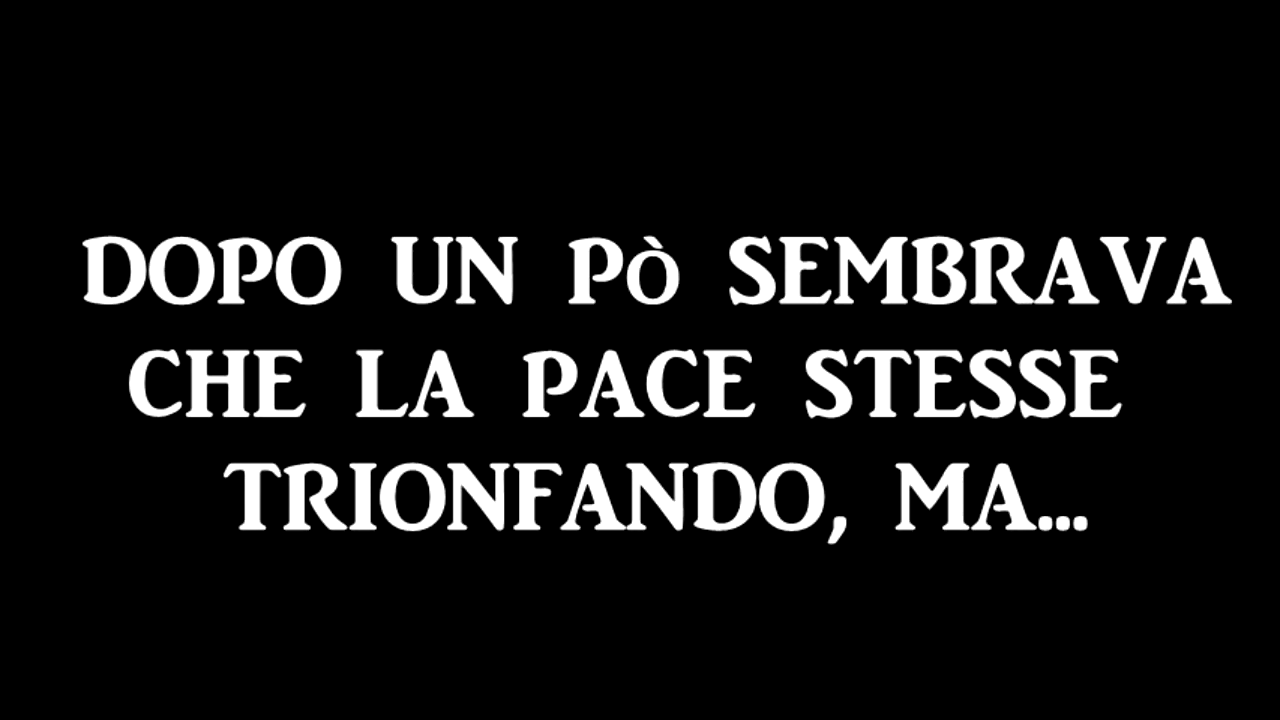 DOPO UN Pò SEMBRAVA
CHE LA PACE STESSE
TRIONFANDO, MA...